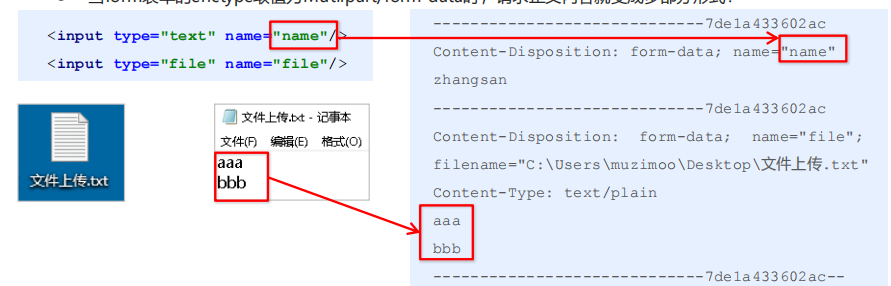 <input type="text" name="name"/>
<input type="file" name="file"/>
文件上传.txt
文件上传.txt - 记事本
文件(F) 编辑(E) 格式(O)
aaa
bbb
-----------------------------7de1a433602ac
Content-Disposition: form-data; name="name"
zhangsan
-----------------------------7de1a433602ac
Content-Disposition: form-data; name="file";
filename="C:\Users\muzimoo\Desktop\文件上传.txt"
Content-Type: text/plain
aaa
bbb
-----------------------------7de1a433602ac--